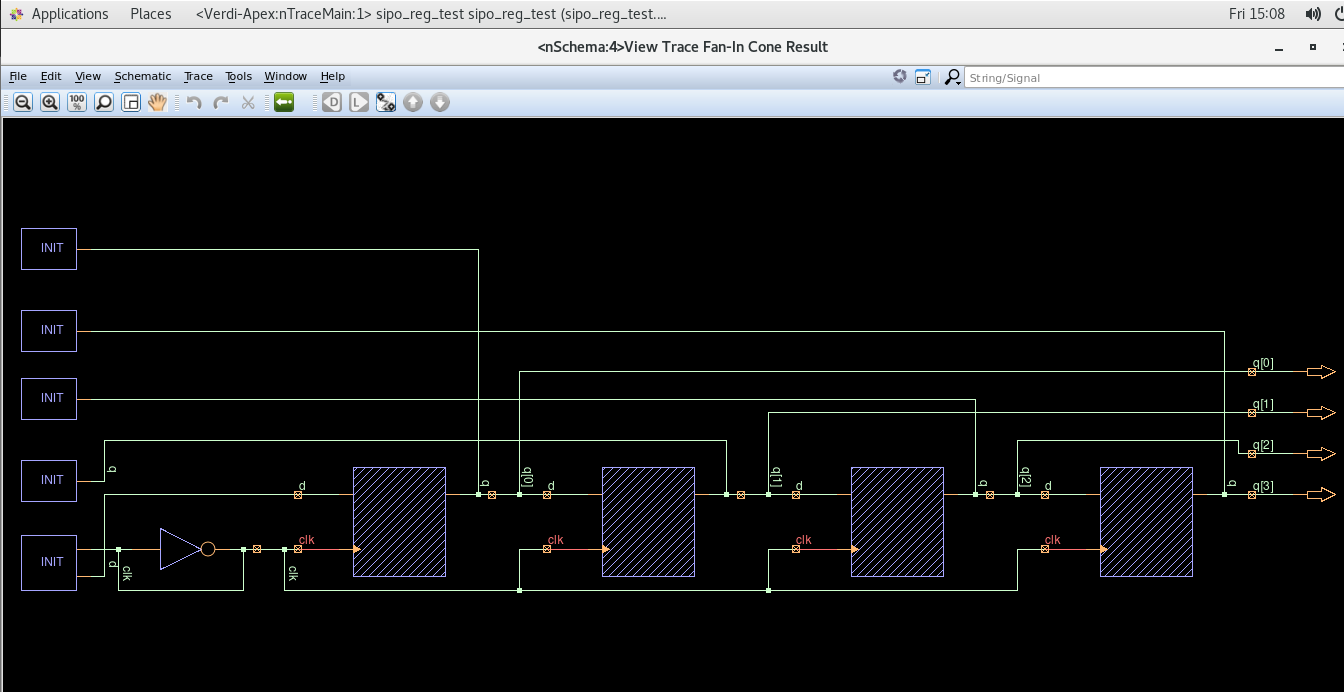 Applications Places <Verdi-Apex:nTraceMain:1> sipo_reg_test sipo_reg_test (sipo_reg_test.... Fri 15:08
<nSchema:4>View Trace Fan-In Cone Result
File Edit View Schematic Trace Tools Window Help String/Signal
100 %
D L
INIT
INIT
q[0]
INIT
q[1]
q[2]
INIT q d q q[0] d q[1] d q q[2] d q q[3]
clk clk clk clk
INIT d clk clk